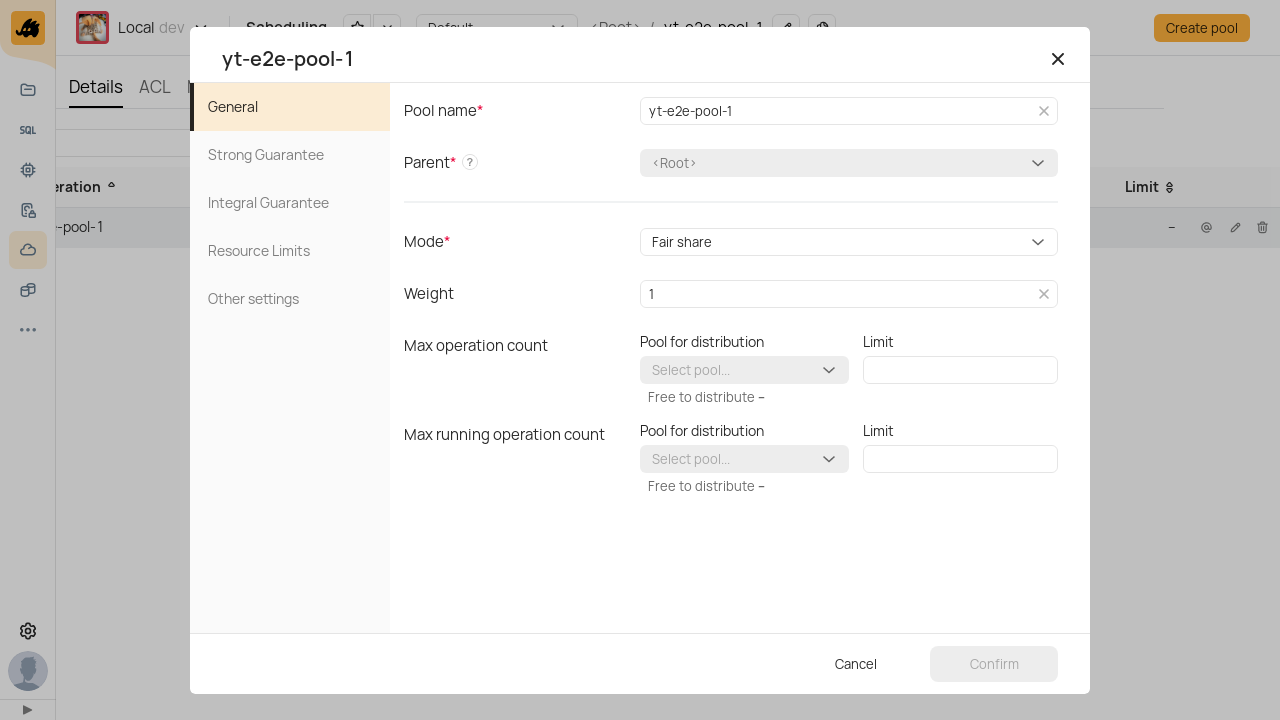 Local dev
Scheduling
Default
<Root> / yt-e2e-pool-1
Create pool
Details
ACL
SQL
eration
Limit
-pool-1
–
yt-e2e-pool-1
General
Strong Guarantee
Integral Guarantee
Resource Limits
Other settings
Pool name*
yt-e2e-pool-1
Parent* ?
<Root>
Mode*
Fair share
Weight
1
Max operation count
Pool for distribution
Limit
Select pool...
Free to distribute –
Max running operation count
Pool for distribution
Limit
Select pool...
Free to distribute –
Cancel
Confirm